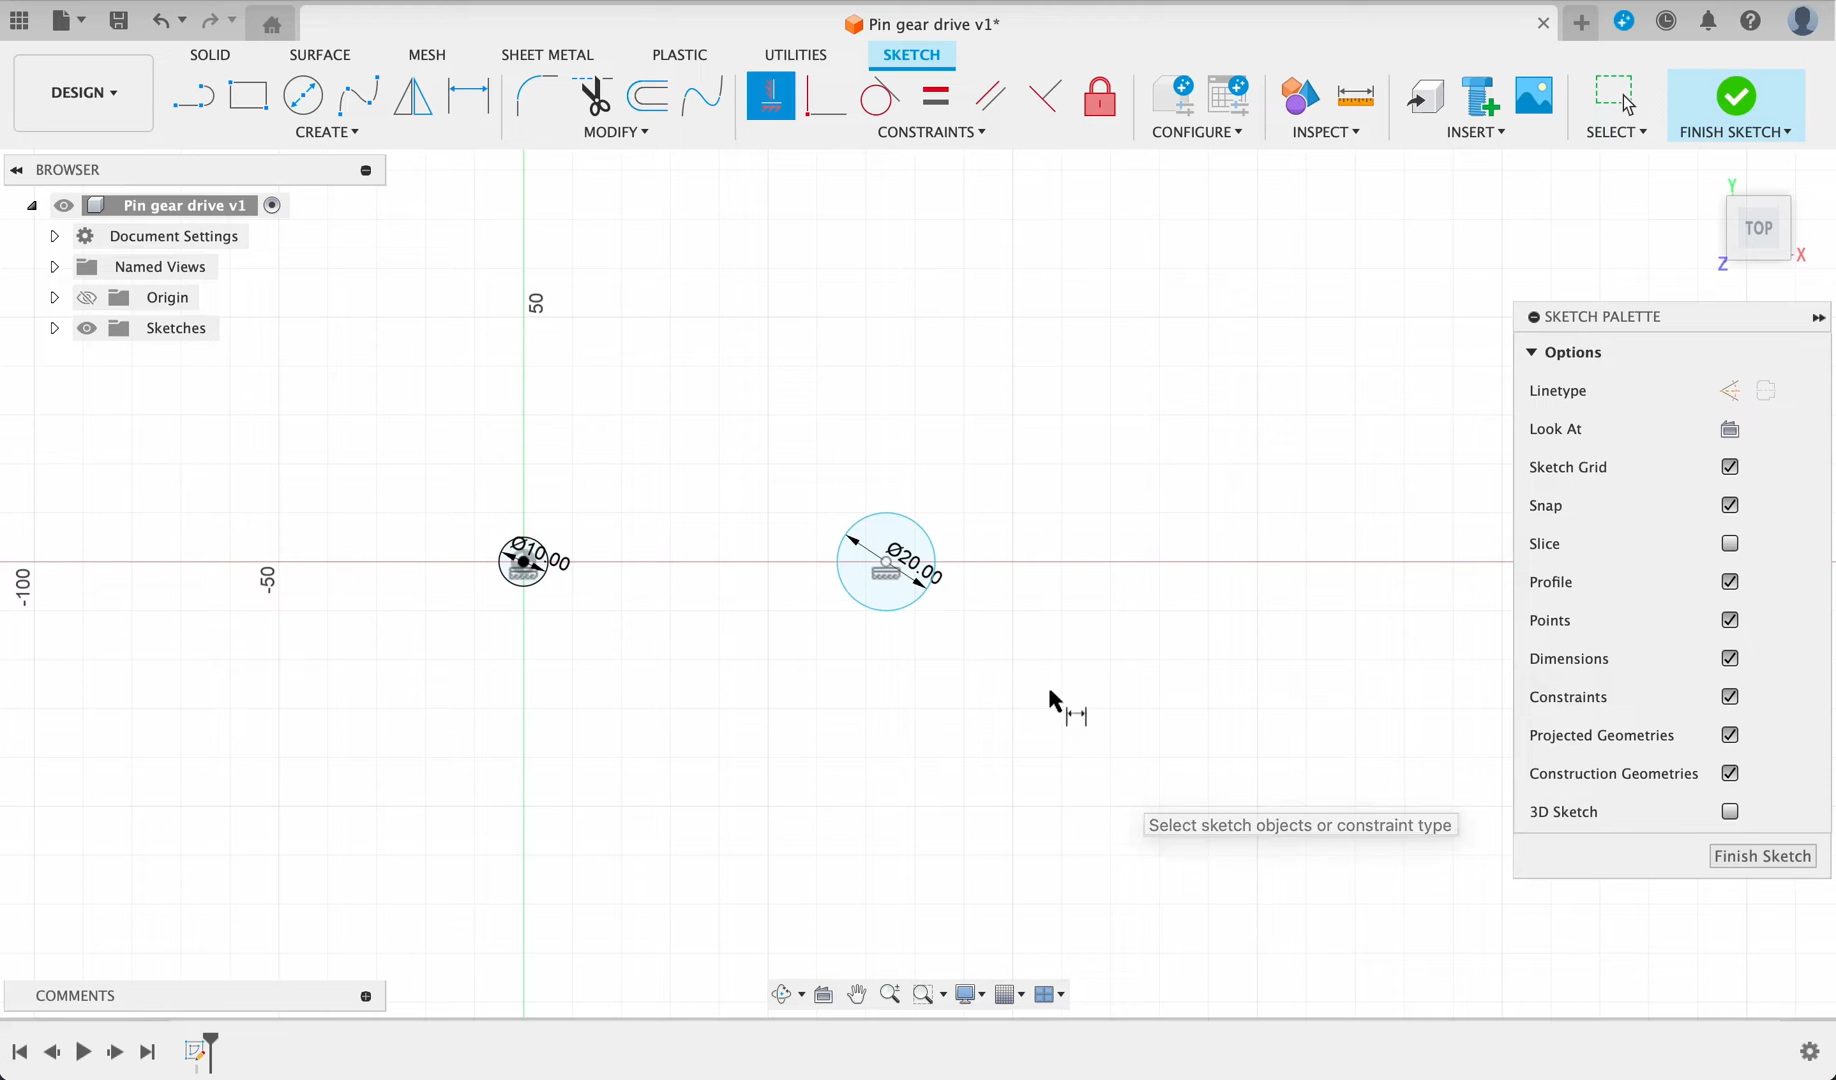 Pin gear drive v1*
SOLID SURFACE MESH SHEET METAL PLASTIC UTILITIES SKETCH
DESIGN
CREATE MODIFY CONSTRAINTS CONFIGURE INSPECT INSERT SELECT FINISH SKETCH
BROWSER
Pin gear drive v1
Document Settings
Named Views
Origin
Sketches
50
-50
-100
Ø10.00
Ø20.00
Y
TOP
X
Z
SKETCH PALETTE
Options
Linetype
Look At
Sketch Grid
Snap
Slice
Profile
Points
Dimensions
Constraints
Projected Geometries
Construction Geometries
3D Sketch
Finish Sketch
Select sketch objects or constraint type
COMMENTS